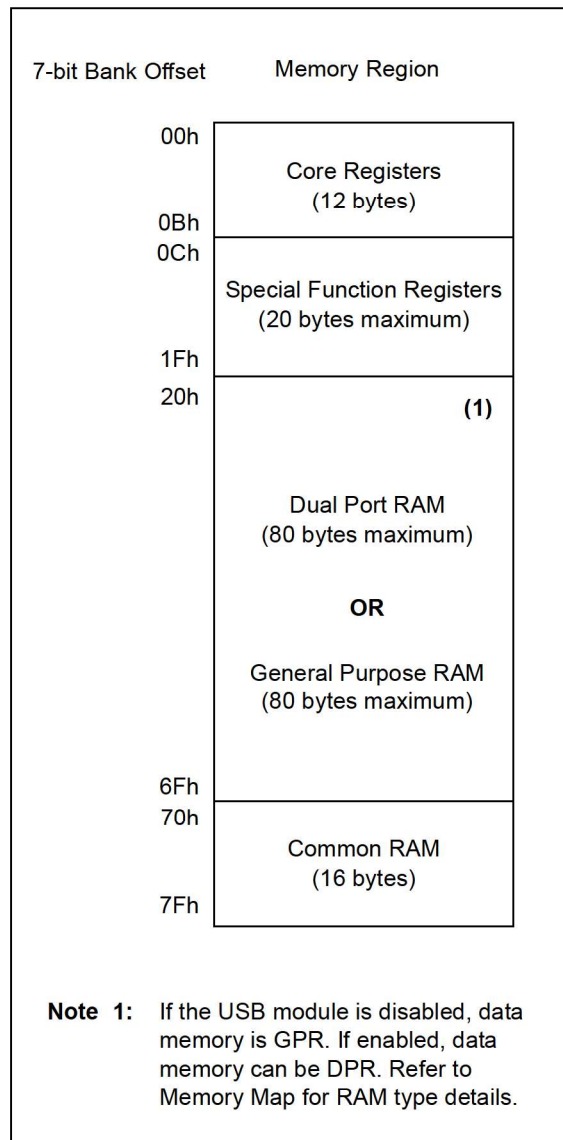 7-bit Bank Offset Memory Region
00h
Core Registers
(12 bytes)
0Bh
0Ch
Special Function Registers
(20 bytes maximum)
1Fh
20h
(1)
Dual Port RAM
(80 bytes maximum)
OR
General Purpose RAM
(80 bytes maximum)
6Fh
70h
Common RAM
(16 bytes)
7Fh
Note 1: If the USB module is disabled, data
memory is GPR. If enabled, data
memory can be DPR. Refer to
Memory Map for RAM type details.